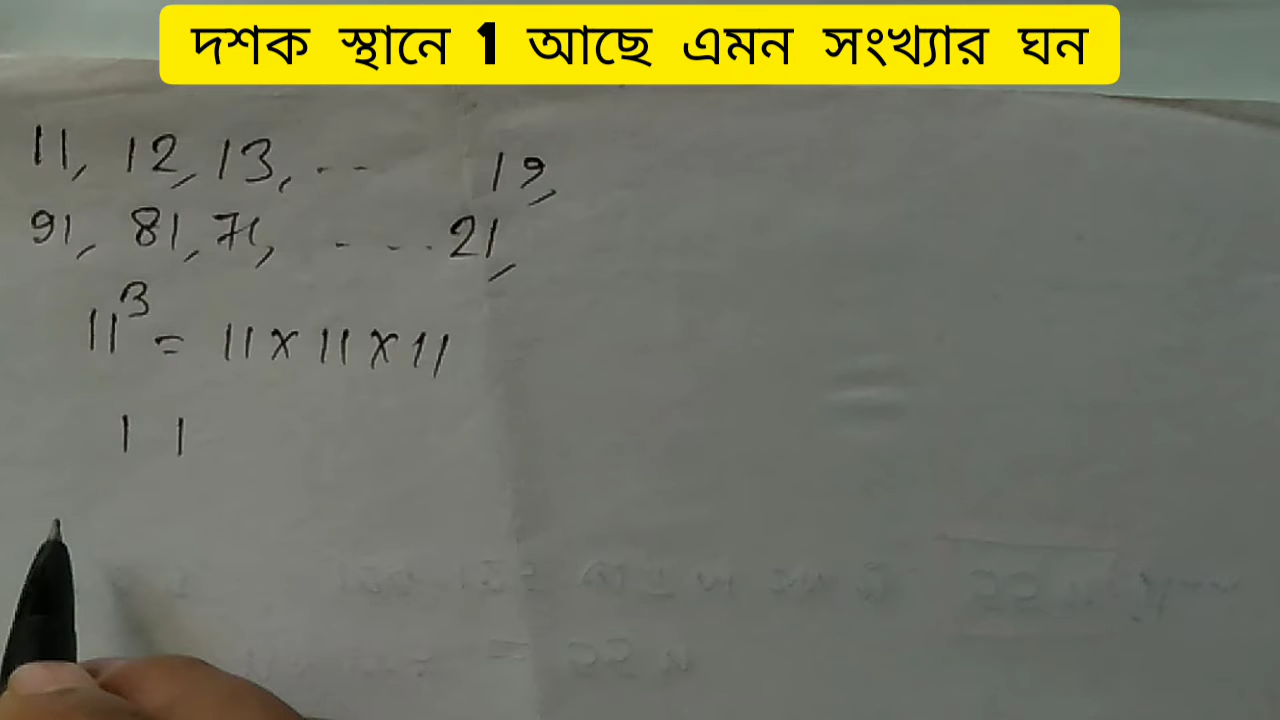 দশক স্থানে 1 আছে এমন সংখ্যার ঘন
11, 12, 13, -- 19,
91, 81, 71, - - - 21,
11³ = 11 × 11 × 11
1 1